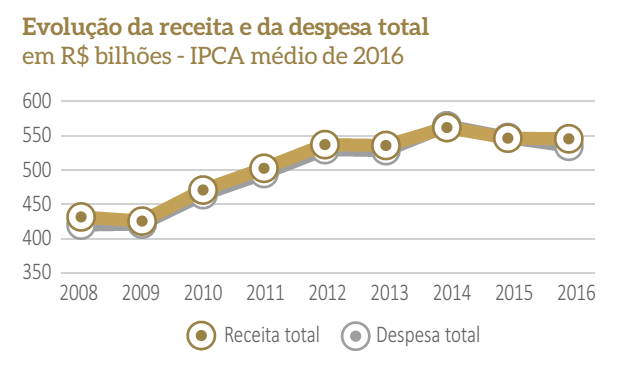 Evolução da receita e da despesa total
em R$ bilhões - IPCA médio de 2016
600
550
500
450
400
350
2008 2009 2010 2011 2012 2013 2014 2015 2016
Receita total Despesa total